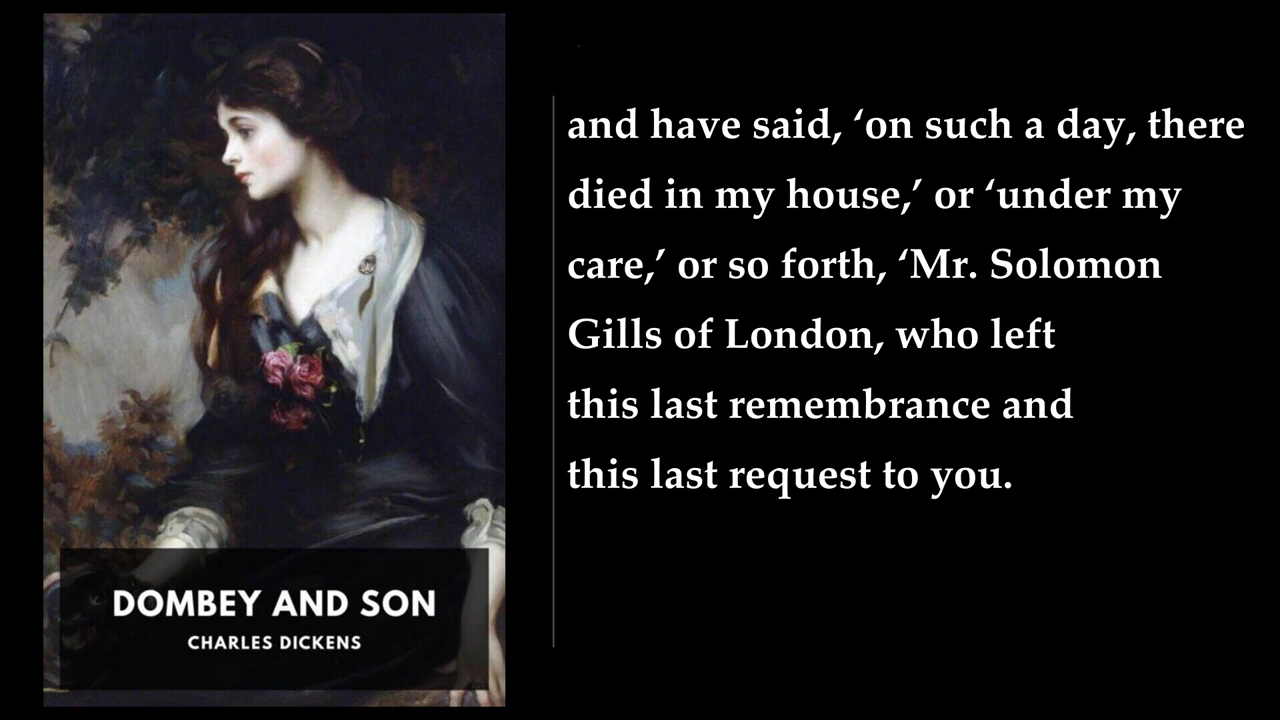 and have said, ‘on such a day, there
died in my house,’ or ‘under my
care,’ or so forth, ‘Mr. Solomon
Gills of London, who left
this last remembrance and
this last request to you.
DOMBEY AND SON
CHARLES DICKENS